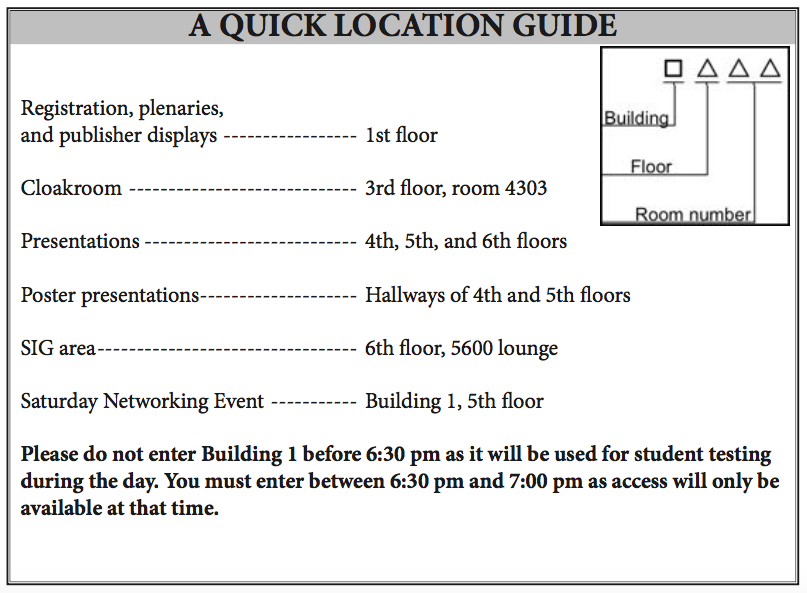 A QUICK LOCATION GUIDE
Building
Floor
Room number
Registration, plenaries,
and publisher displays ----------------- 1st floor
Cloakroom ----------------------------- 3rd floor, room 4303
Presentations --------------------------- 4th, 5th, and 6th floors
Poster presentations-------------------- Hallways of 4th and 5th floors
SIG area--------------------------------- 6th floor, 5600 lounge
Saturday Networking Event ----------- Building 1, 5th floor
Please do not enter Building 1 before 6:30 pm as it will be used for student testing
during the day. You must enter between 6:30 pm and 7:00 pm as access will only be
available at that time.